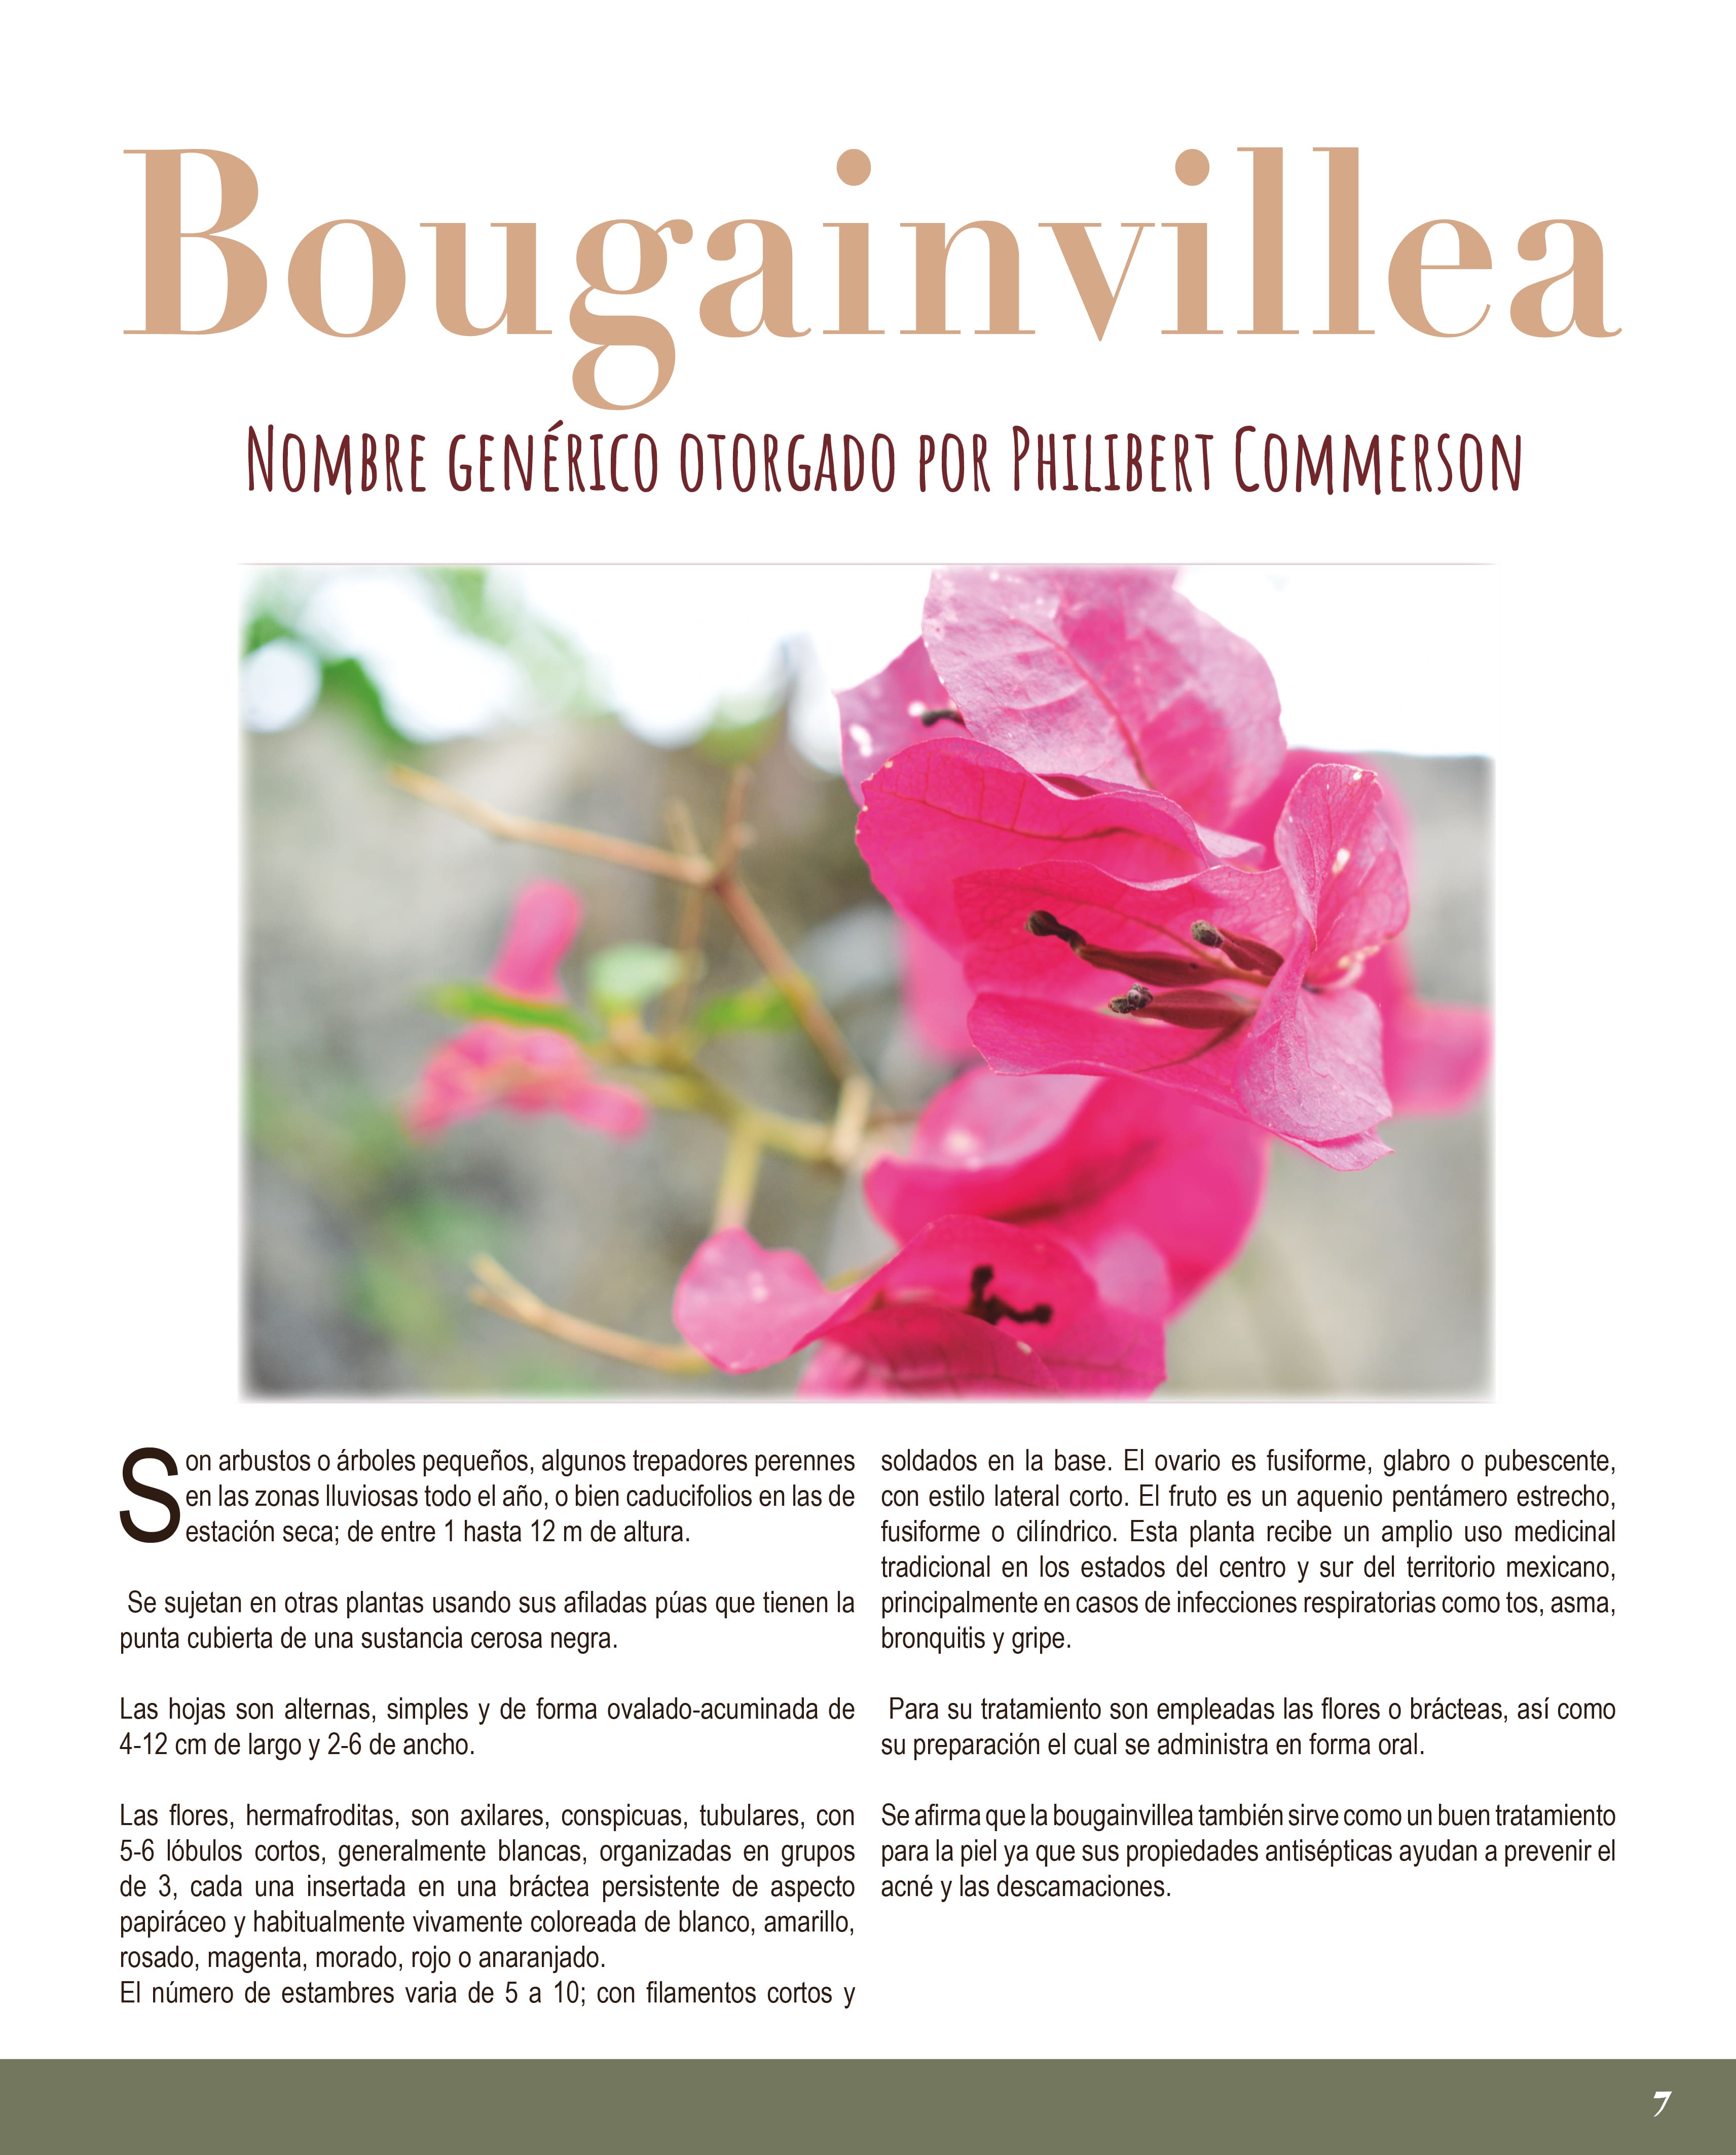 Bougainvillea
Nombre genérico otorgado por Philibert Commerson
Son arbustos o árboles pequeños, algunos trepadores perennes
en las zonas lluviosas todo el año, o bien caducifolios en las de
estación seca; de entre 1 hasta 12 m de altura.
Se sujetan en otras plantas usando sus afiladas púas que tienen la
punta cubierta de una sustancia cerosa negra.
Las hojas son alternas, simples y de forma ovalado-acuminada de
4-12 cm de largo y 2-6 de ancho.
Las flores, hermafroditas, son axilares, conspicuas, tubulares, con
5-6 lóbulos cortos, generalmente blancas, organizadas en grupos
de 3, cada una insertada en una bráctea persistente de aspecto
papiráceo y habitualmente vivamente coloreada de blanco, amarillo,
rosado, magenta, morado, rojo o anaranjado.
El número de estambres varia de 5 a 10; con filamentos cortos y
soldados en la base. El ovario es fusiforme, glabro o pubescente,
con estilo lateral corto. El fruto es un aquenio pentámero estrecho,
fusiforme o cilíndrico. Esta planta recibe un amplio uso medicinal
tradicional en los estados del centro y sur del territorio mexicano,
principalmente en casos de infecciones respiratorias como tos, asma,
bronquitis y gripe.
Para su tratamiento son empleadas las flores o brácteas, así como
su preparación el cual se administra en forma oral.
Se afirma que la bougainvillea también sirve como un buen tratamiento
para la piel ya que sus propiedades antisépticas ayudan a prevenir el
acné y las descamaciones.
7